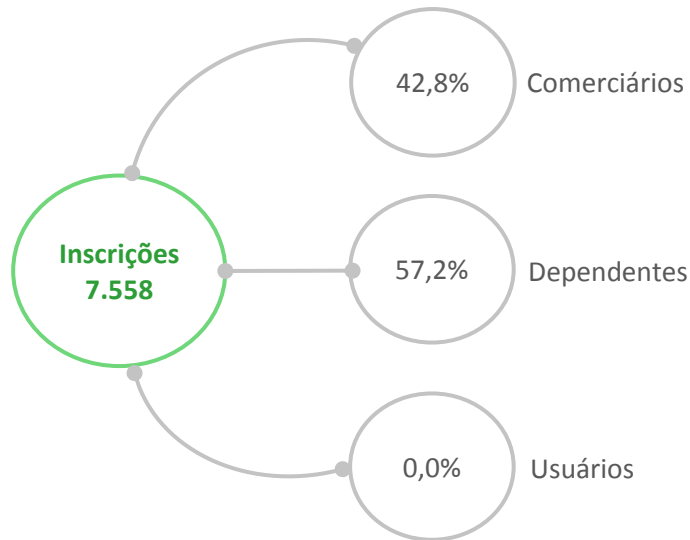 42,8%
Comerciários
Inscrições
7.558
57,2%
Dependentes
0,0%
Usuários